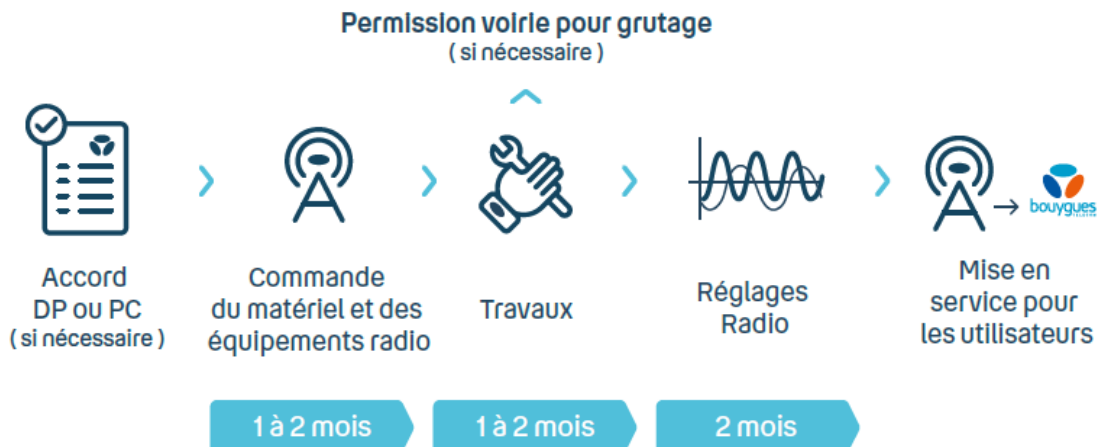 Permission voirie pour grutage
( si nécessaire )
Accord
DP ou PC
( si nécessaire )
Commande
du matériel et des
équipements radio
Travaux
Réglages
Radio
bouygues
TELECOM
Mise en
service pour
les utilisateurs
1 à 2 mois
1 à 2 mois
2 mois